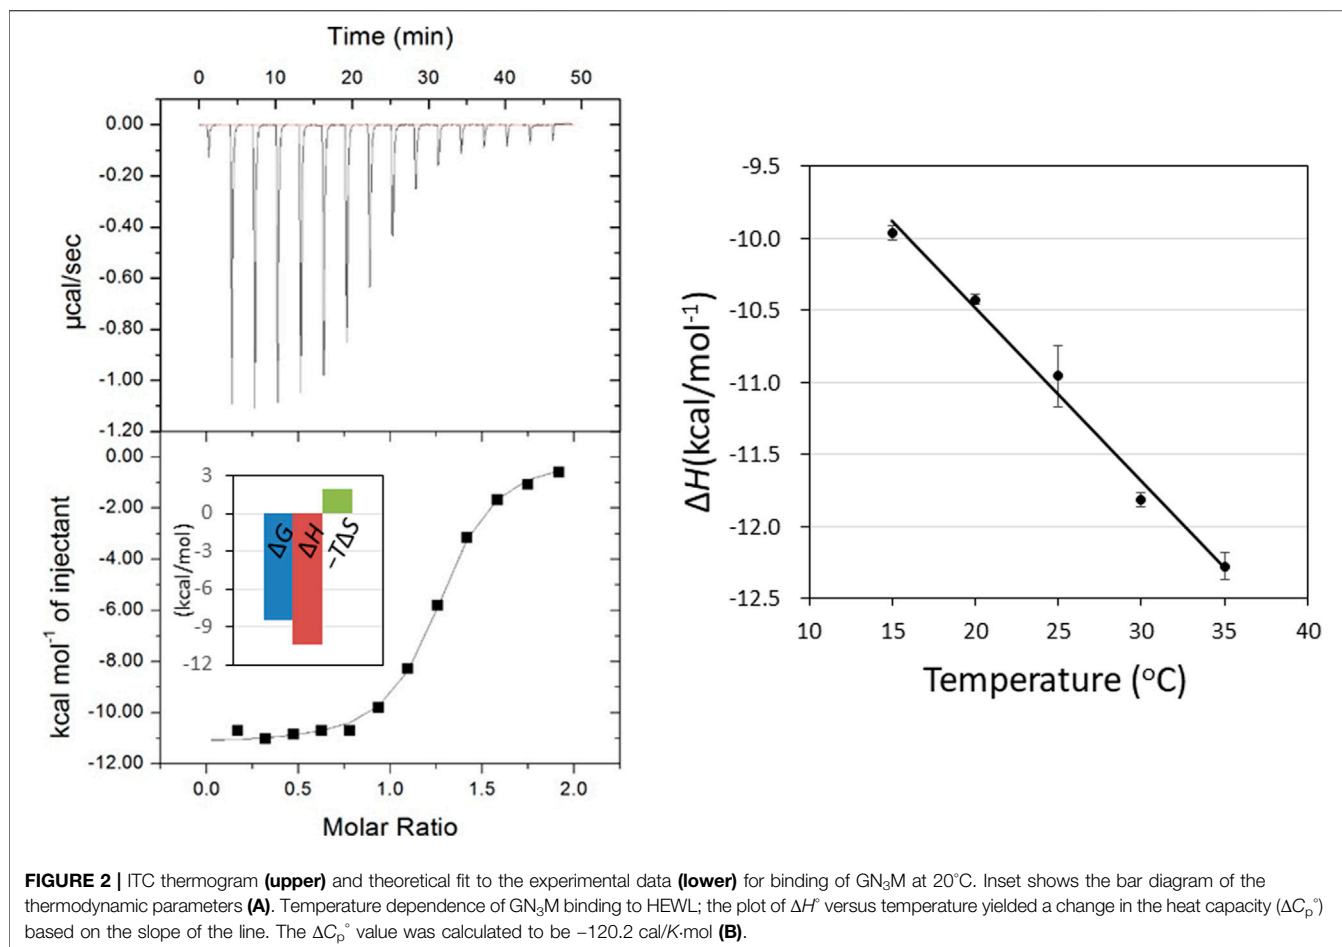 Time (min)
0 10 20 30 40 50
0.00
-0.20
-0.40
-0.60
-0.80
-1.00
-1.20
µcal/sec
0.00
-2.00
-4.00
-6.00
-8.00
-10.00
-12.00
kcal mol⁻¹ of injectant
3
0
-3
-6
-9
-12
(kcal/mol)
ΔG
ΔH
−TΔS
0.0 0.5 1.0 1.5 2.0
Molar Ratio
-9.5
-10.0
-10.5
-11.0
-11.5
-12.0
-12.5
ΔH(kcal/mol⁻¹)
10 15 20 25 30 35 40
Temperature (°C)
FIGURE 2 | ITC thermogram (upper) and theoretical fit to the experimental data (lower) for binding of GN₃M at 20°C. Inset shows the bar diagram of the
thermodynamic parameters (A). Temperature dependence of GN₃M binding to HEWL; the plot of ΔH° versus temperature yielded a change in the heat capacity (ΔCₚ°)
based on the slope of the line. The ΔCₚ° value was calculated to be −120.2 cal/K·mol (B).